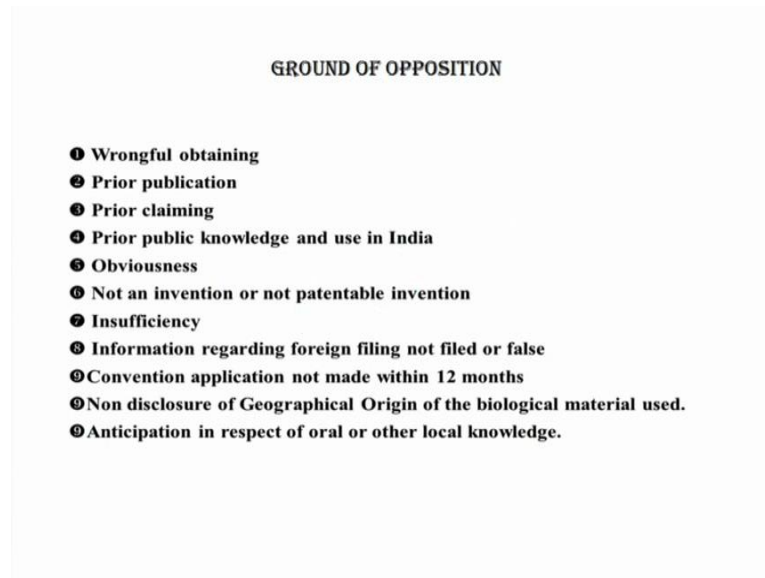 GROUND OF OPPOSITION
❶ Wrongful obtaining
❷ Prior publication
❸ Prior claiming
❹ Prior public knowledge and use in India
❺ Obviousness
❻ Not an invention or not patentable invention
❼ Insufficiency
❽ Information regarding foreign filing not filed or false
❾Convention application not made within 12 months
❾Non disclosure of Geographical Origin of the biological material used.
❾Anticipation in respect of oral or other local knowledge.